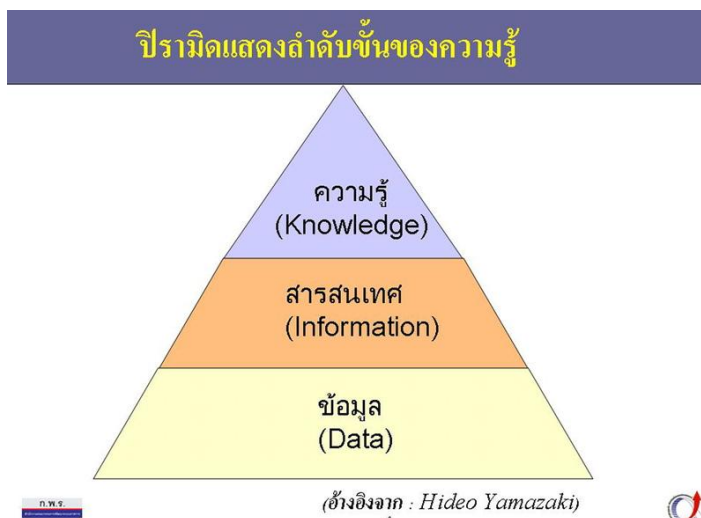 ปิรามิดแสดงลำดับขั้นของความรู้
ความรู้
(Knowledge)
สารสนเทศ
(Information)
ข้อมูล
(Data)
(อ้างอิงจาก : Hideo Yamazaki)
ก.พ.ร.